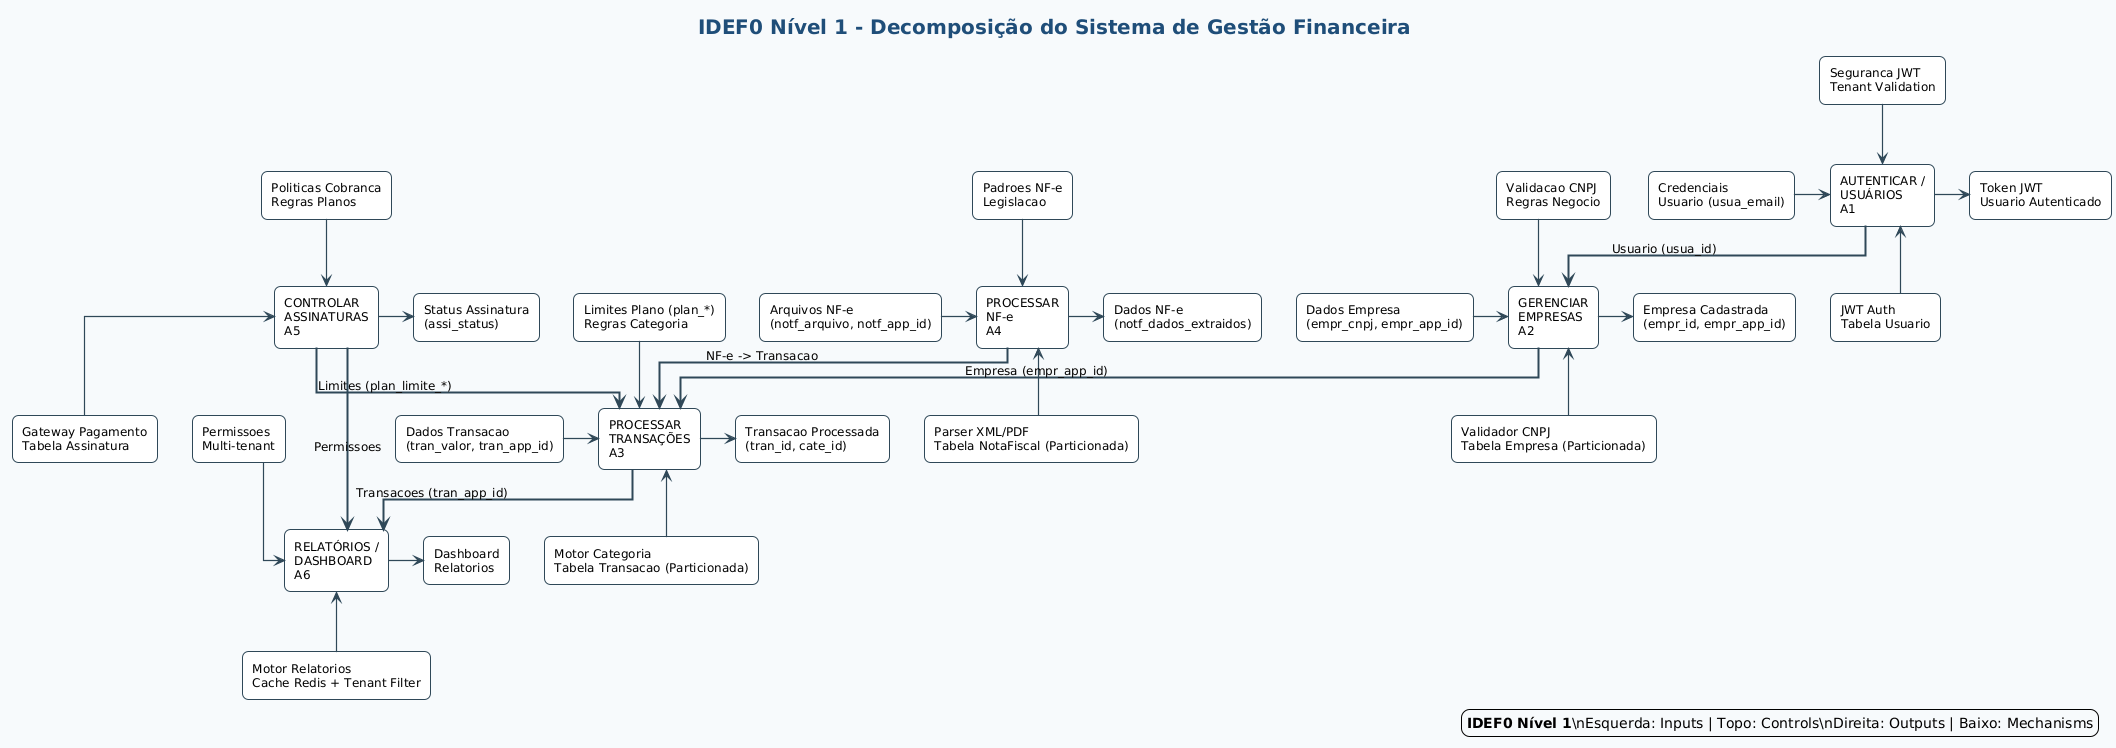 IDEF0 Nível 1 - Decomposição do Sistema de Gestão Financeira
Seguranca JWT
Tenant Validation
Politicas Cobranca
Regras Planos
Padroes NF-e
Legislacao
Validacao CNPJ
Regras Negocio
Credenciais
Usuario (usua_email)
AUTENTICAR /
USUÁRIOS
A1
Token JWT
Usuario Autenticado
Usuario (usua_id)
CONTROLAR
ASSINATURAS
A5
Status Assinatura
(assi_status)
Limites Plano (plan_*)
Regras Categoria
Arquivos NF-e
(notf_arquivo, notf_app_id)
PROCESSAR
NF-e
A4
Dados NF-e
(notf_dados_extraidos)
Dados Empresa
(empr_cnpj, empr_app_id)
GERENCIAR
EMPRESAS
A2
Empresa Cadastrada
(empr_id, empr_app_id)
JWT Auth
Tabela Usuario
NF-e -> Transacao
Empresa (empr_app_id)
Limites (plan_limite_*)
Gateway Pagamento
Tabela Assinatura
Permissoes
Multi-tenant
Permissoes
Dados Transacao
(tran_valor, tran_app_id)
PROCESSAR
TRANSAÇÕES
A3
Transacao Processada
(tran_id, cate_id)
Parser XML/PDF
Tabela NotaFiscal (Particionada)
Validador CNPJ
Tabela Empresa (Particionada)
Transacoes (tran_app_id)
RELATÓRIOS /
DASHBOARD
A6
Dashboard
Relatorios
Motor Categoria
Tabela Transacao (Particionada)
Motor Relatorios
Cache Redis + Tenant Filter
IDEF0 Nível 1\nEsquerda: Inputs | Topo: Controls\nDireita: Outputs | Baixo: Mechanisms